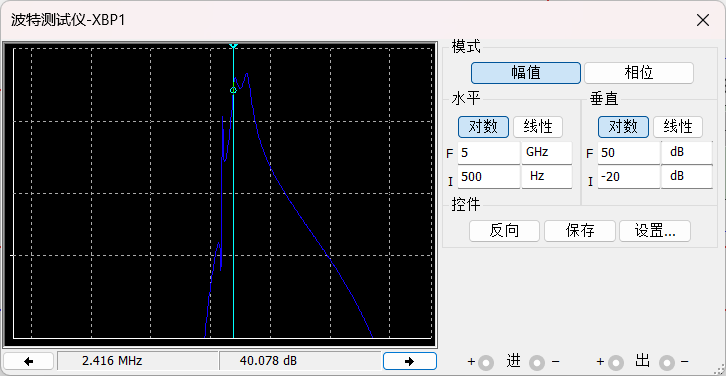 波特测试仪-XBP1
模式
幅值 相位
水平 垂直
对数 线性 对数 线性
F 5 GHz F 50 dB
I 500 Hz I -20 dB
控件
反向 保存 设置...
2.416 MHz 40.078 dB
+ 进 − + 出 −